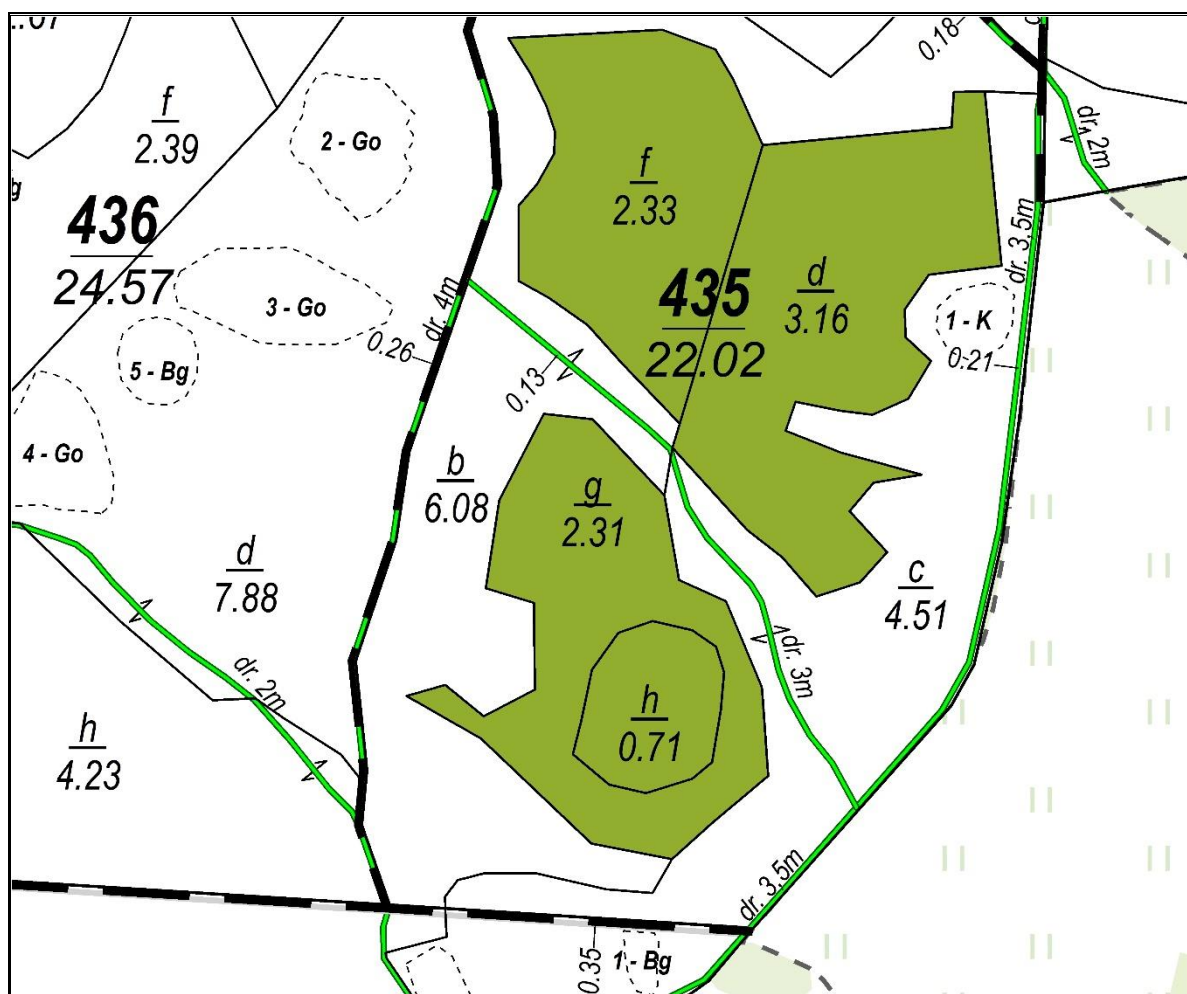 0.18
f
2.39
2 - Go
dr. 2m
f
2.33
436
24.57
dr. 3,5m
3 - Go
dr. 4m
435
22.02
d
3.16
1 - K
0.26
0.21
5 - Bg
0.13
4 - Go
b
6.08
g
2.31
d
7.88
c
4.51
dr. 2m
dr. 3m
h
4.23
h
0.71
dr. 3,5m
0.35
1 - Bg